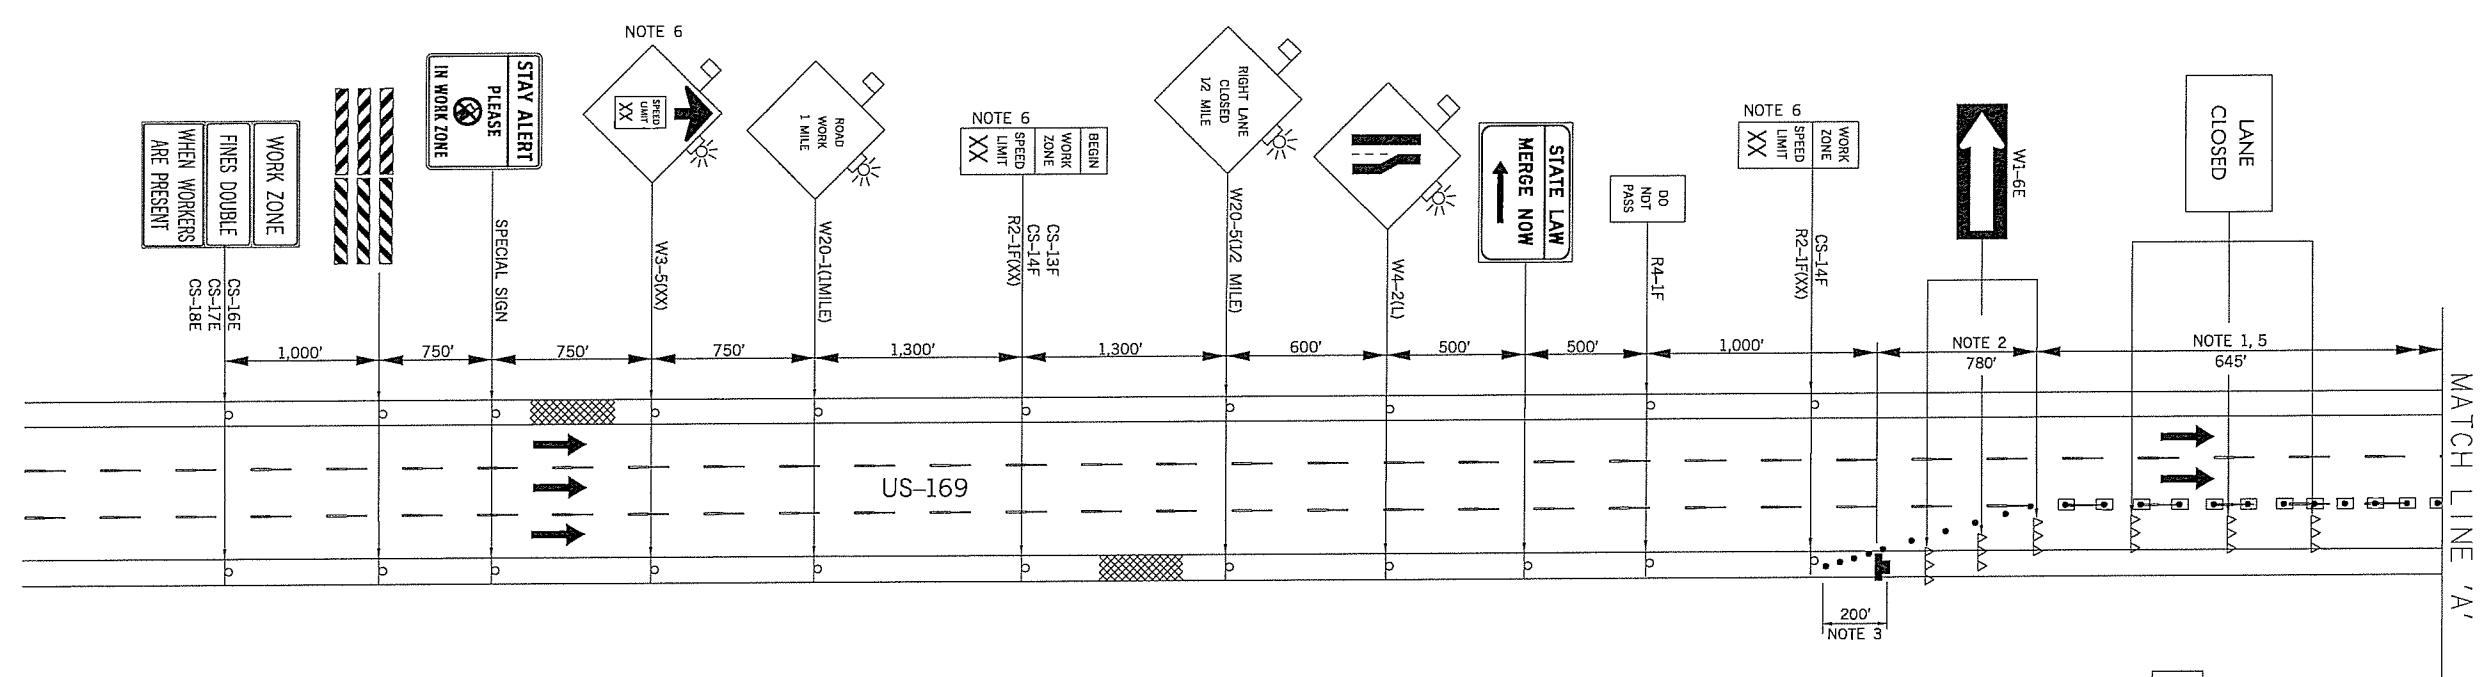 WORK ZONE
FINES DOUBLE
WHEN WORKERS
ARE PRESENT
CS-16E
CS-17E
CS-18E
STAY ALERT
PLEASE
IN WORK ZONE
SPECIAL SIGN
NOTE 6
SPEED
LIMIT
XX
W3-5(XX)
ROAD
WORK
1 MILE
W20-1(1MILE)
NOTE 6
BEGIN
WORK
ZONE
SPEED
LIMIT
XX
CS-13F
CS-14F
R2-1F(XX)
RIGHT LANE
CLOSED
1/2 MILE
W20-5(1/2 MILE)
W4-2(L)
STATE LAW
MERGE NOW
DO
NDT
PASS
R4-1F
NOTE 6
WORK
ZONE
SPEED
LIMIT
XX
CS-14F
R2-1F(XX)
W1-6E
LANE
CLOSED
1,000'
750'
750'
750'
1,300'
1,300'
600'
500'
500'
1,000'
NOTE 2
780'
NOTE 1, 5
645'
US-169
200'
NOTE 3
MATCH LINE 'A'